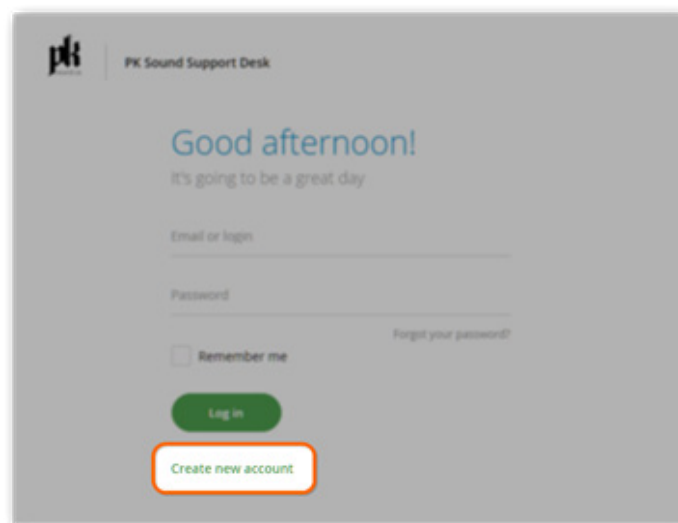 pk
PK Sound Support Desk
Good afternoon!
It's going to be a great day
Email or login
Password
Forgot your password?
Remember me
Log in
Create new account